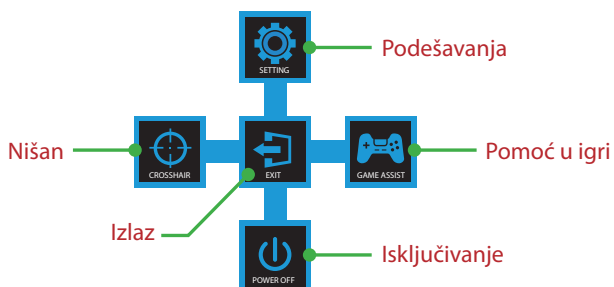 SETTING
Podešavanja
Nišan
CROSSHAIR
EXIT
GAME ASSIST
Pomoć u igri
Izlaz
POWER OFF
Isključivanje